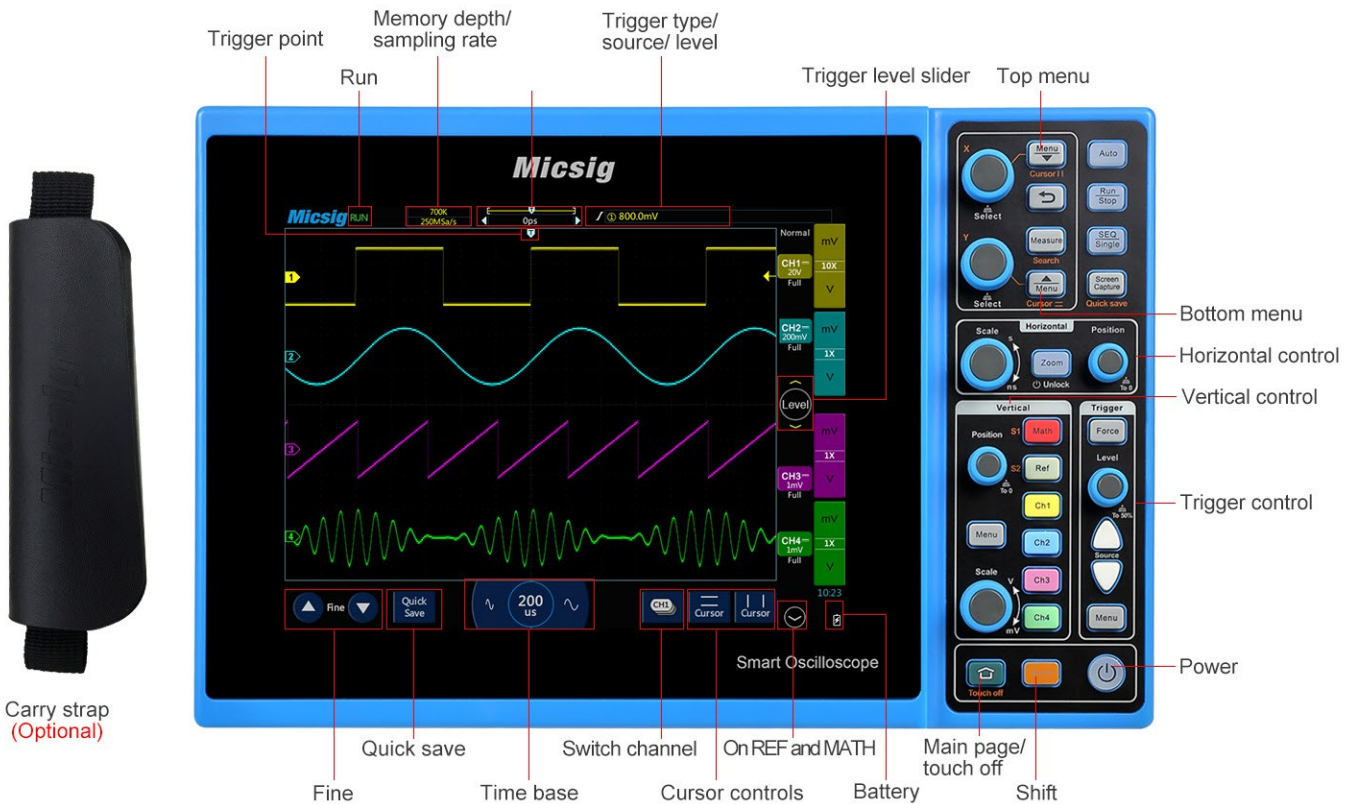 Trigger point
Memory depth/
sampling rate
Trigger type/
source/ level
Run
Trigger level slider
Top menu
Micsig
Micsig RUN
700K
250MSa/s
T
0ps
① 800.0mV
T
Normal
1
CH1
20V
Full
mV
10X
V
2
CH2
200mV
Full
mV
1X
V
Level
3
CH3
1mV
Full
mV
1X
V
4
CH4
1mV
Full
mV
1X
V
10:23
Fine
Quick
Save
200
us
CH1
Cursor
Cursor
Smart Oscilloscope
X
Menu
Cursor
Select
Auto
Run
Stop
Y
Measure
Search
SEQ
Single
Menu
Cursor
Select
Screen
Capture
Quick save
Horizontal
Scale
s
ns
Zoom
Unlock
Position
To 0
Vertical
Position
To 0
S1
Math
S2
Ref
Ch1
Menu
Ch2
Scale
V
mV
Ch3
Ch4
Trigger
Force
Level
To 50%
Source
Menu
Touch off
Bottom menu
Horizontal control
Vertical control
Trigger control
Power
Carry strap
(Optional)
Quick save
Switch channel
On REF and MATH
Main page/
touch off
Fine
Time base
Cursor controls
Battery
Shift